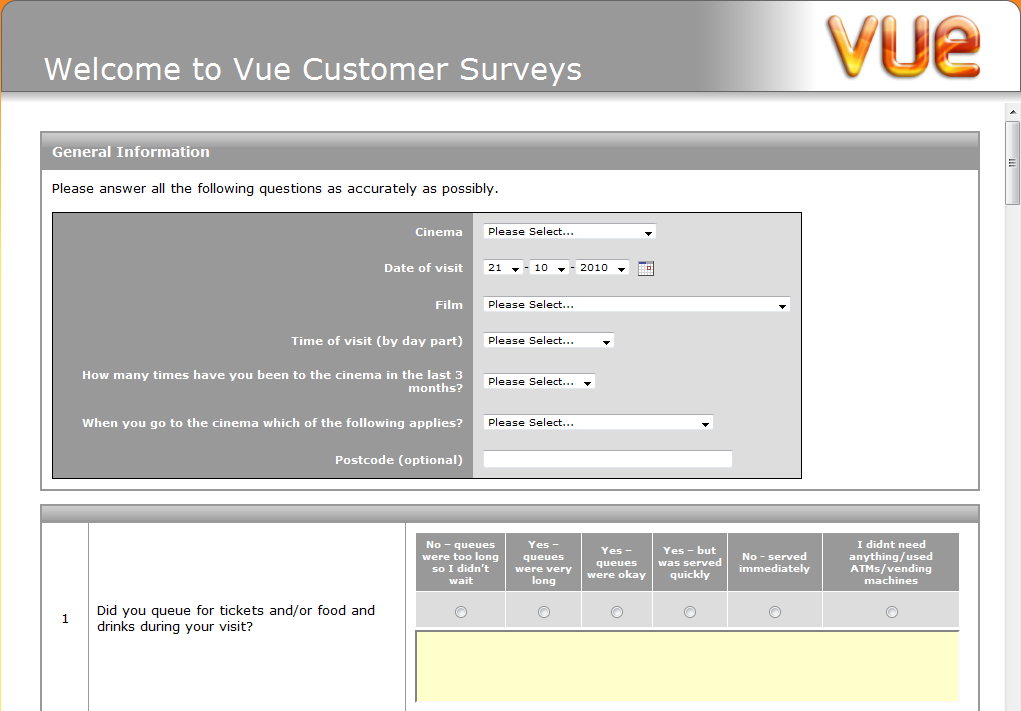 Welcome to Vue Customer Surveys
vue
General Information
Please answer all the following questions as accurately as possibly.
Cinema
Please Select...
Date of visit
21 - 10 - 2010
Film
Please Select...
Time of visit (by day part)
Please Select...
How many times have you been to the cinema in the last 3
months?
Please Select...
When you go to the cinema which of the following applies?
Please Select...
Postcode (optional)
1
Did you queue for tickets and/or food and
drinks during your visit?
No – queues
were too long
so I didn't
wait
Yes –
queues
were very
long
Yes –
queues
were okay
Yes – but
was served
quickly
No - served
immediately
I didnt need
anything/used
ATMs/vending
machines